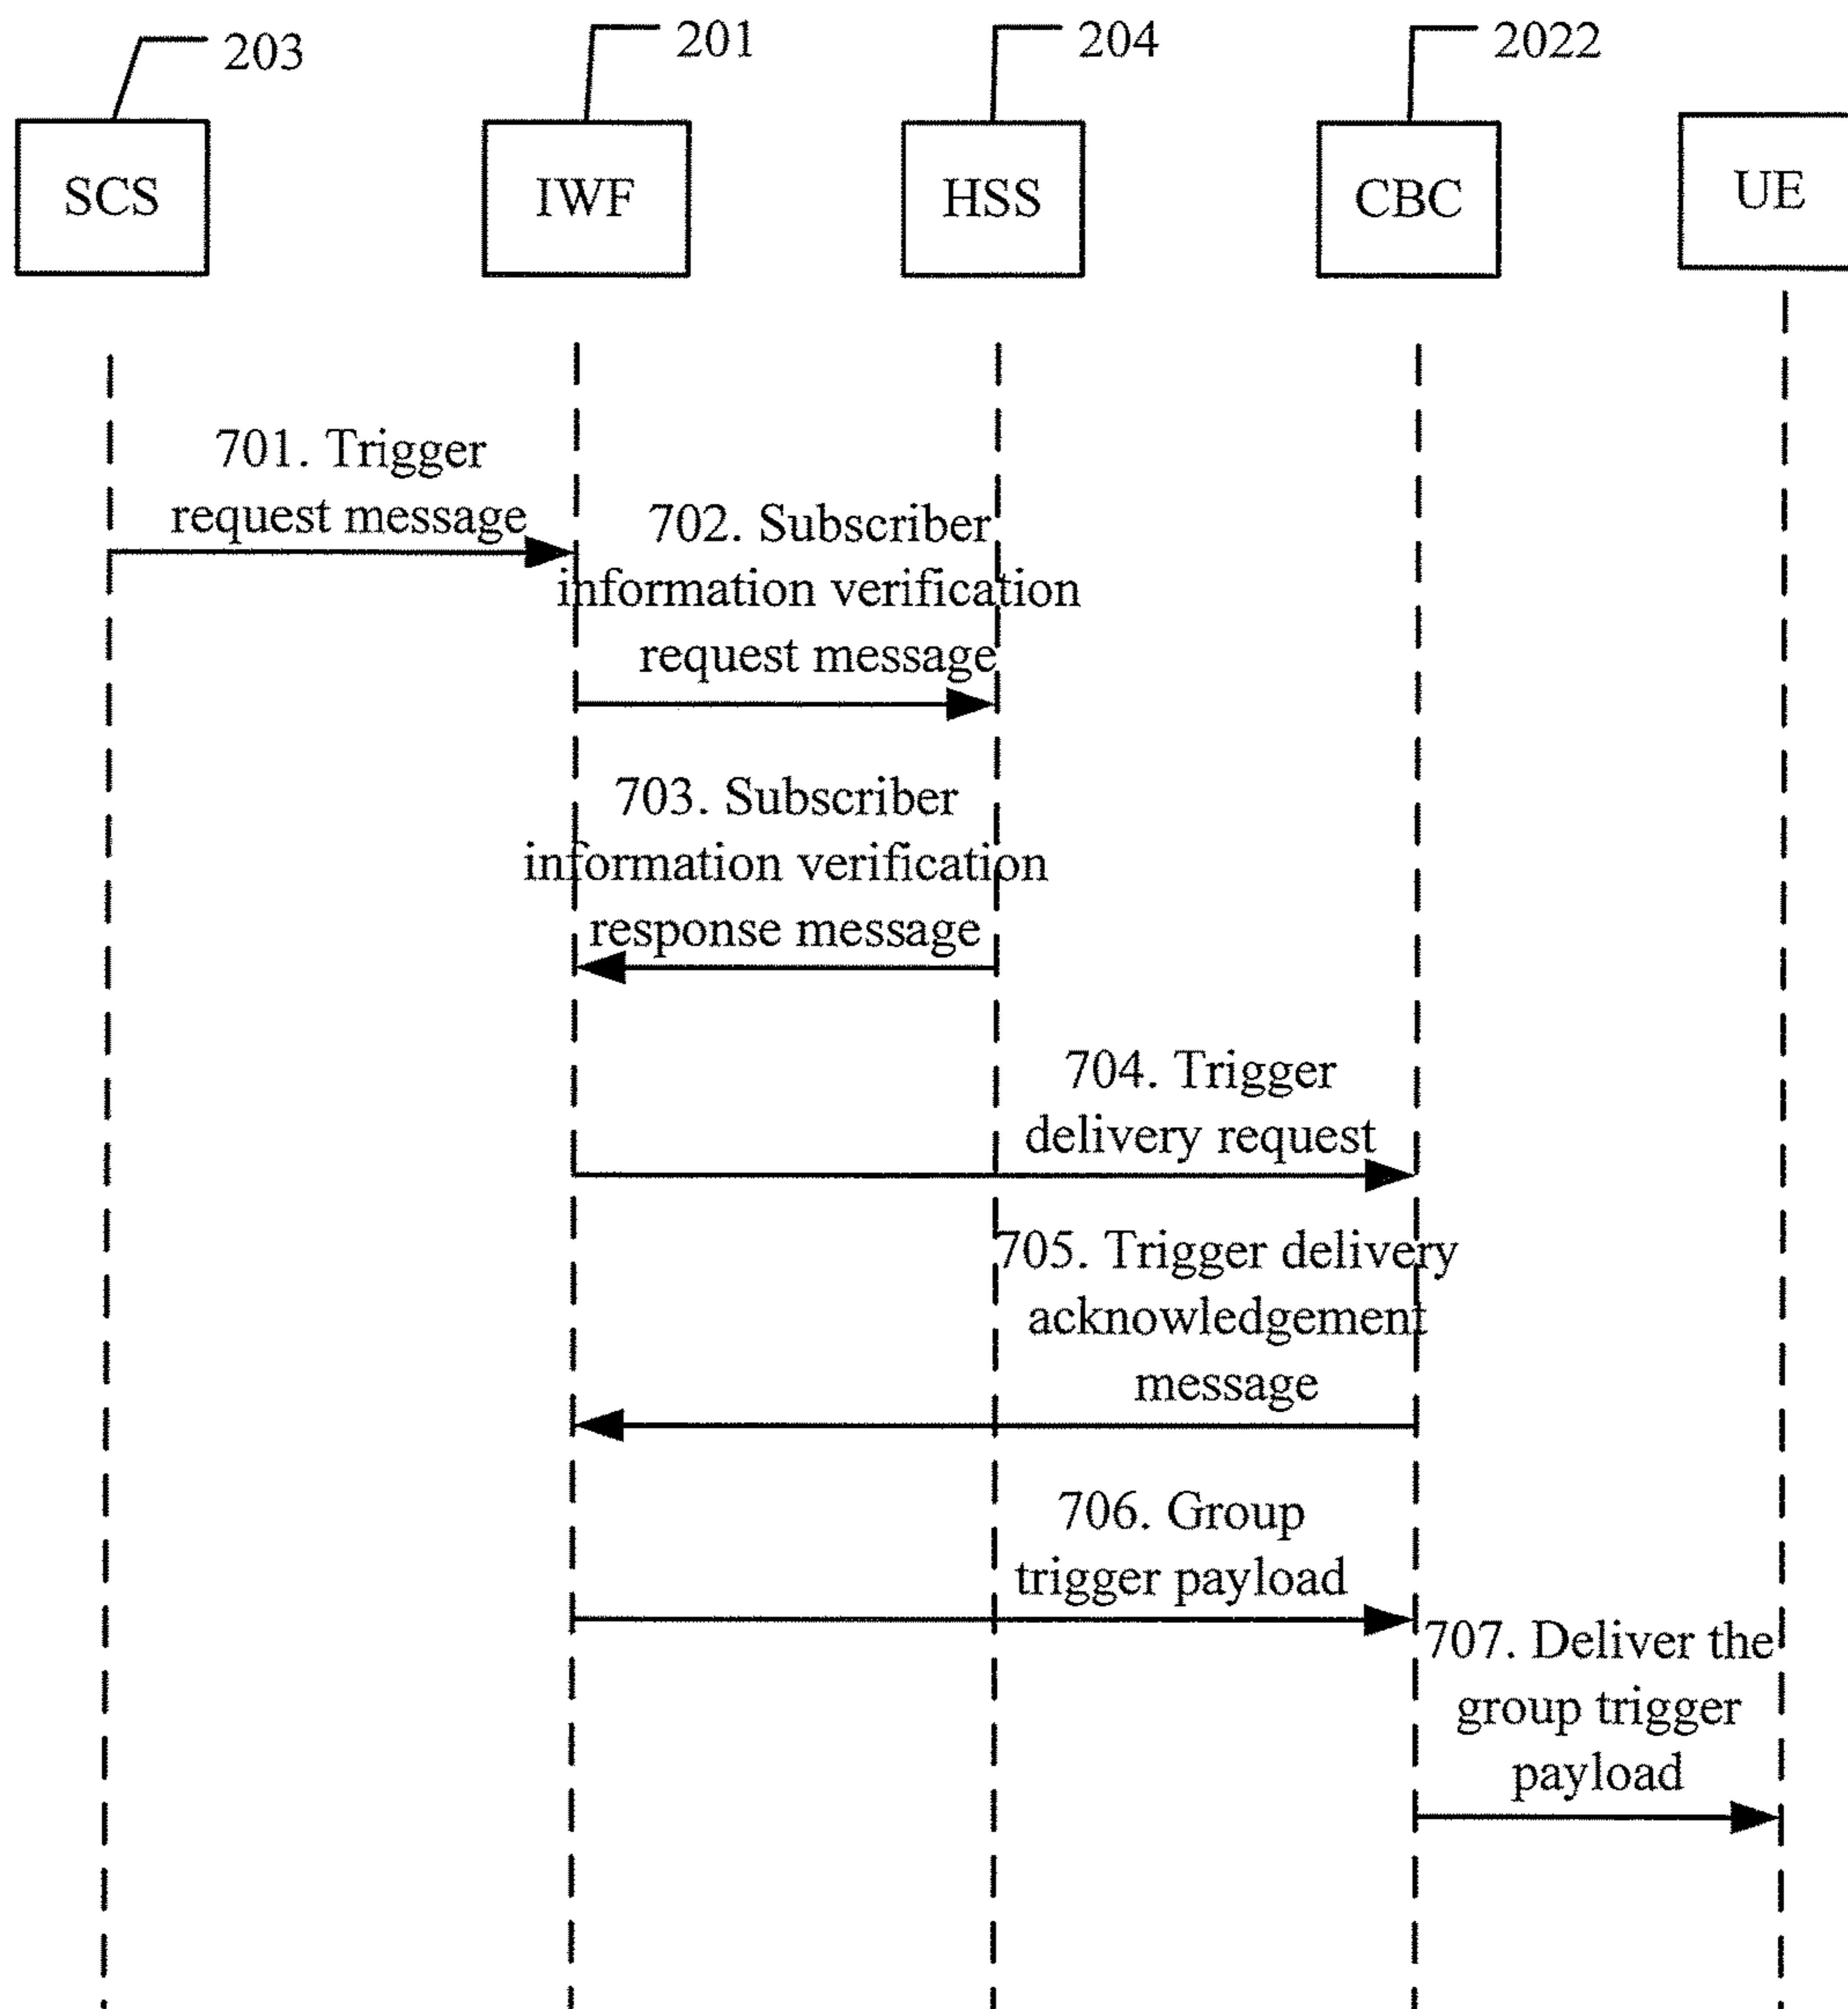 203
201
204
2022
SCS
IWF
HSS
CBC
UE
701. Trigger
request message
702. Subscriber
information verification
request message
703. Subscriber
information verification
response message
704. Trigger
delivery request
705. Trigger delivery
acknowledgement
message
706. Group
trigger payload
707. Deliver the
group trigger
payload